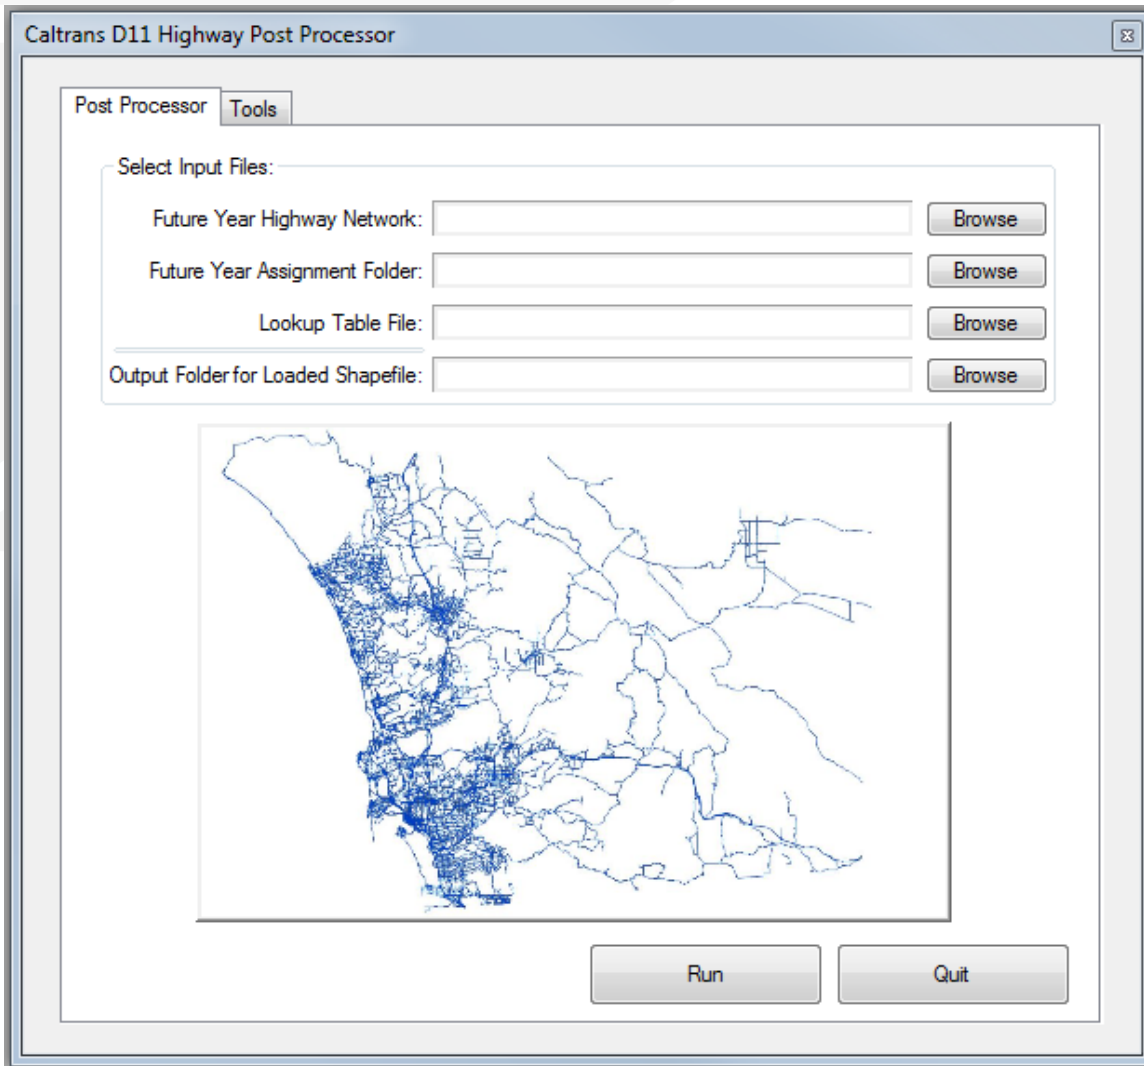 Caltrans D11 Highway Post Processor
Post Processor
Tools
Select Input Files:
Future Year Highway Network:
Browse
Future Year Assignment Folder:
Browse
Lookup Table File:
Browse
Output Folder for Loaded Shapefile:
Browse
Run
Quit